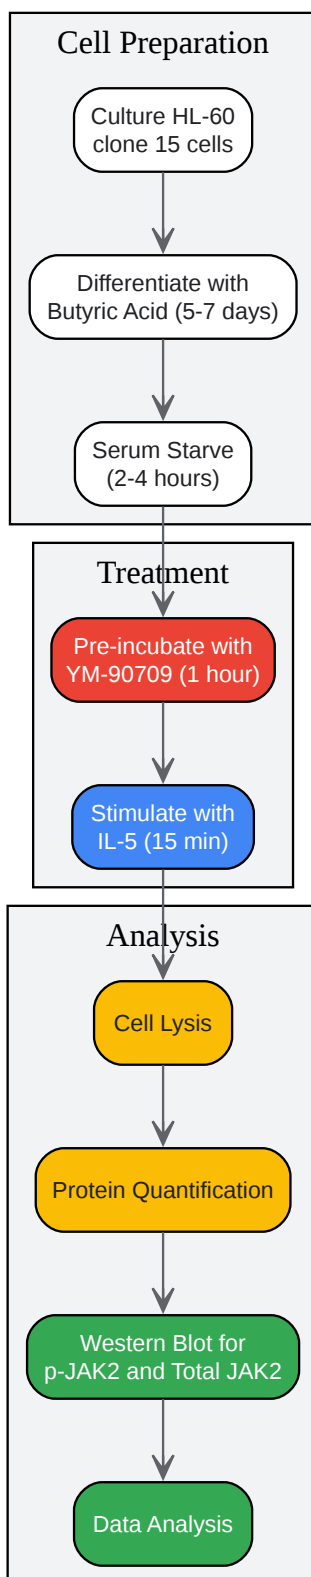 Cell Preparation
Culture HL-60
clone 15 cells
Differentiate with
Butyric Acid (5-7 days)
Serum Starve
(2-4 hours)
Treatment
Pre-incubate with
YM-90709 (1 hour)
Stimulate with
IL-5 (15 min)
Analysis
Cell Lysis
Protein Quantification
Western Blot for
p-JAK2 and Total JAK2
Data Analysis